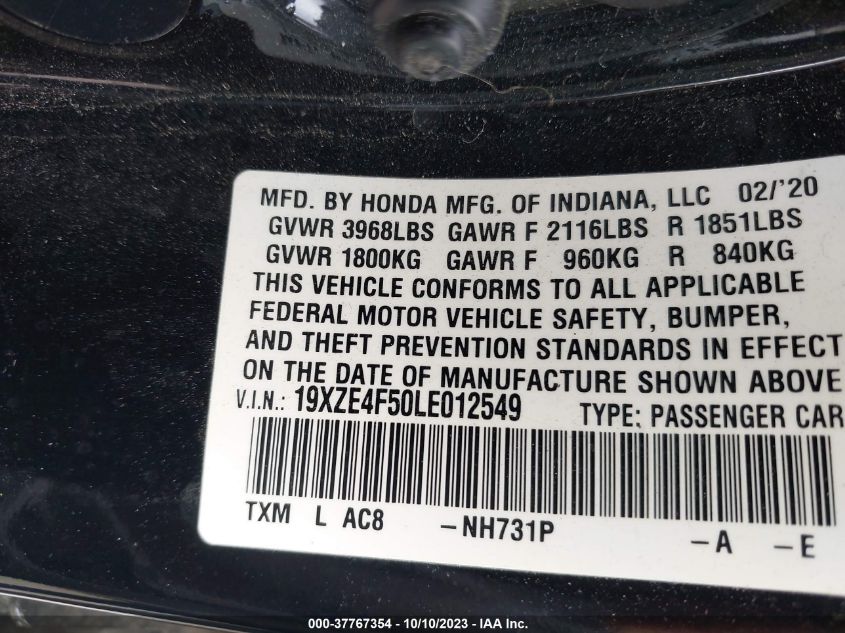 MFD. BY HONDA MFG. OF INDIANA, LLC 02/'20
GVWR 3968LBS GAWR F 2116LBS R 1851LBS
GVWR 1800KG GAWR F 960KG R 840KG
THIS VEHICLE CONFORMS TO ALL APPLICABLE
FEDERAL MOTOR VEHICLE SAFETY, BUMPER,
AND THEFT PREVENTION STANDARDS IN EFFECT
ON THE DATE OF MANUFACTURE SHOWN ABOVE.
V.I.N.: 19XZE4F50LE012549 TYPE: PASSENGER CAR
TXM L AC8 -NH731P -A -E
000-37767354 - 10/10/2023 - IAA Inc.